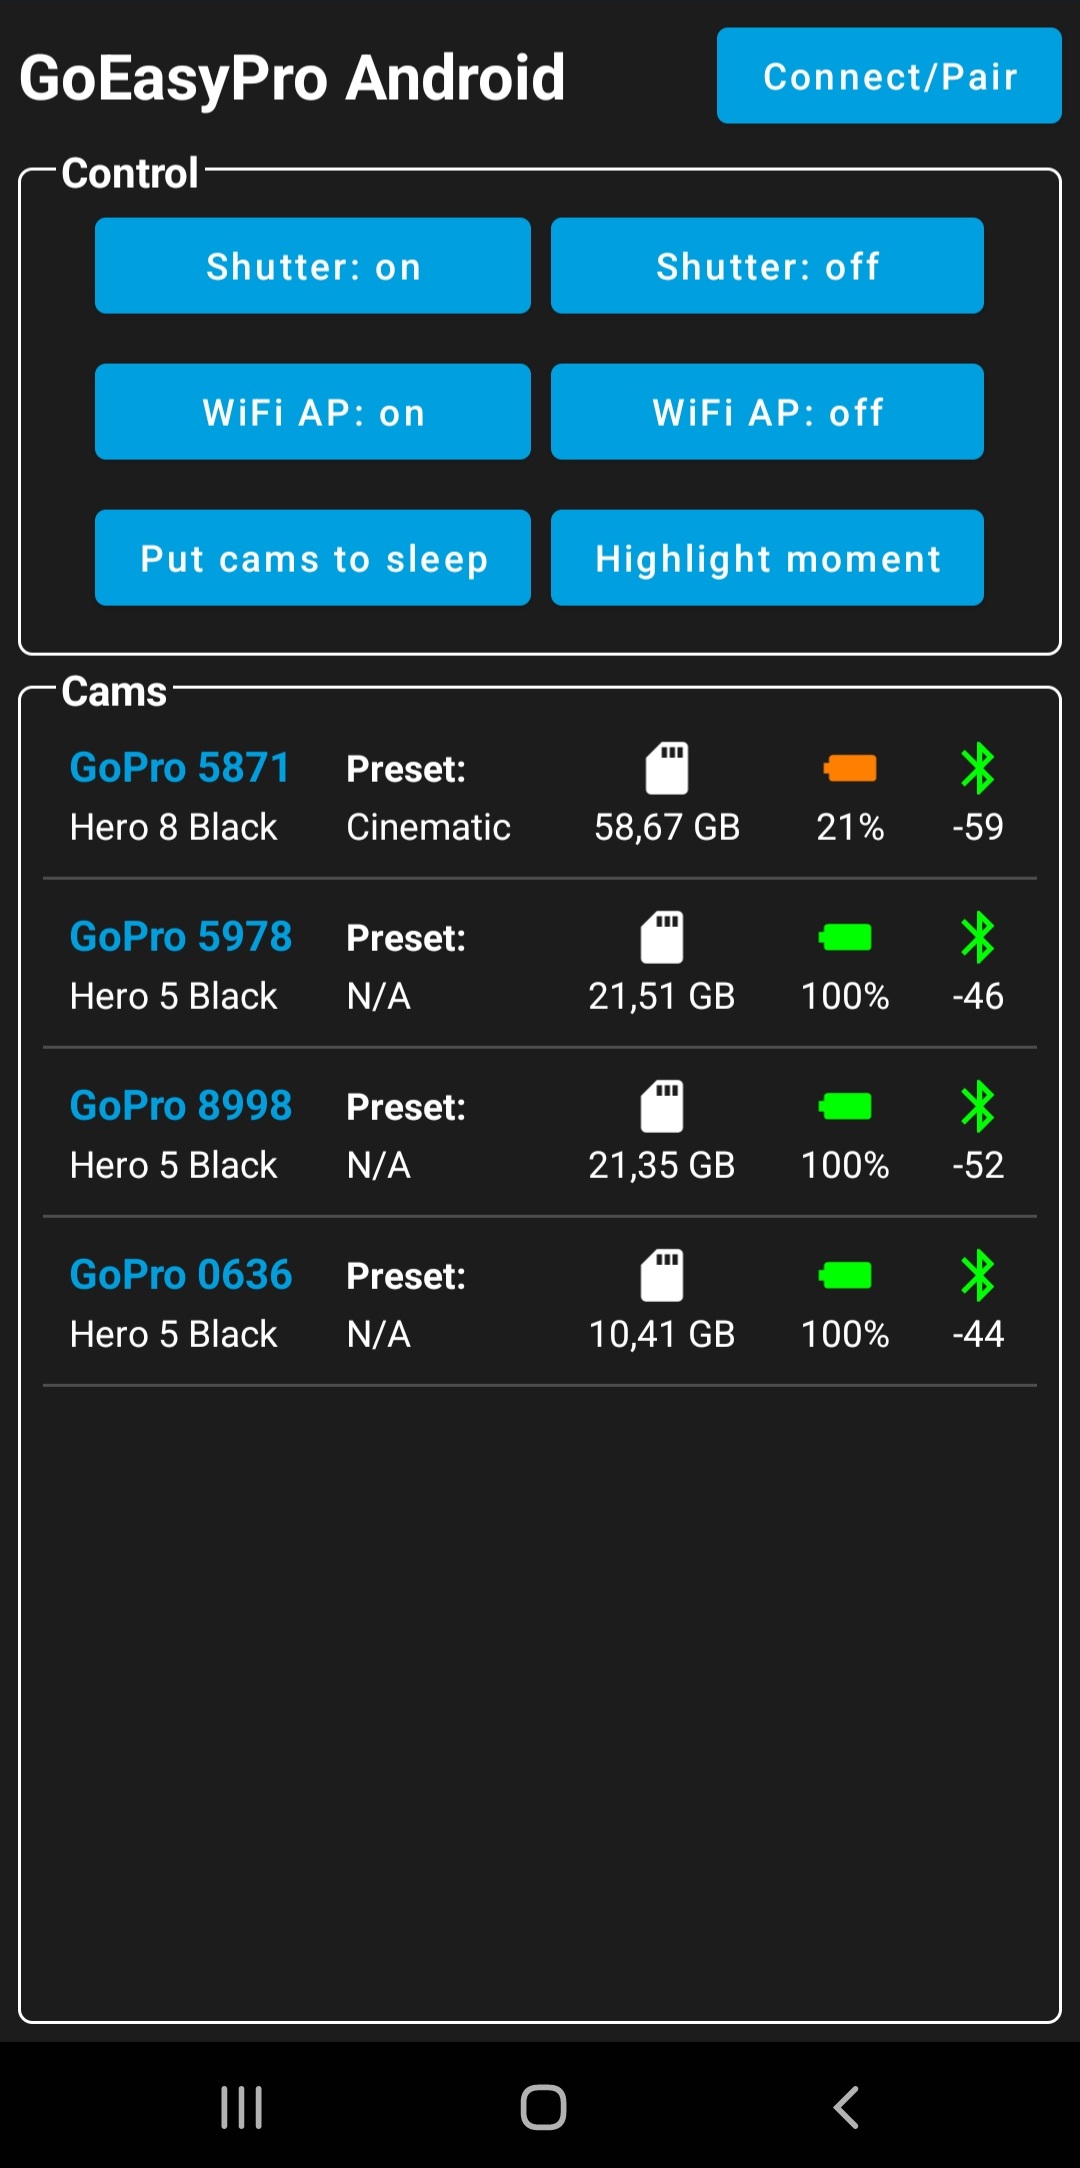 GoEasyPro Android
Connect/Pair
Control
Shutter: on
Shutter: off
WiFi AP: on
WiFi AP: off
Put cams to sleep
Highlight moment
Cams
GoPro 5871 Preset:
Hero 8 Black Cinematic 58,67 GB 21% -59
GoPro 5978 Preset:
Hero 5 Black N/A 21,51 GB 100% -46
GoPro 8998 Preset:
Hero 5 Black N/A 21,35 GB 100% -52
GoPro 0636 Preset:
Hero 5 Black N/A 10,41 GB 100% -44